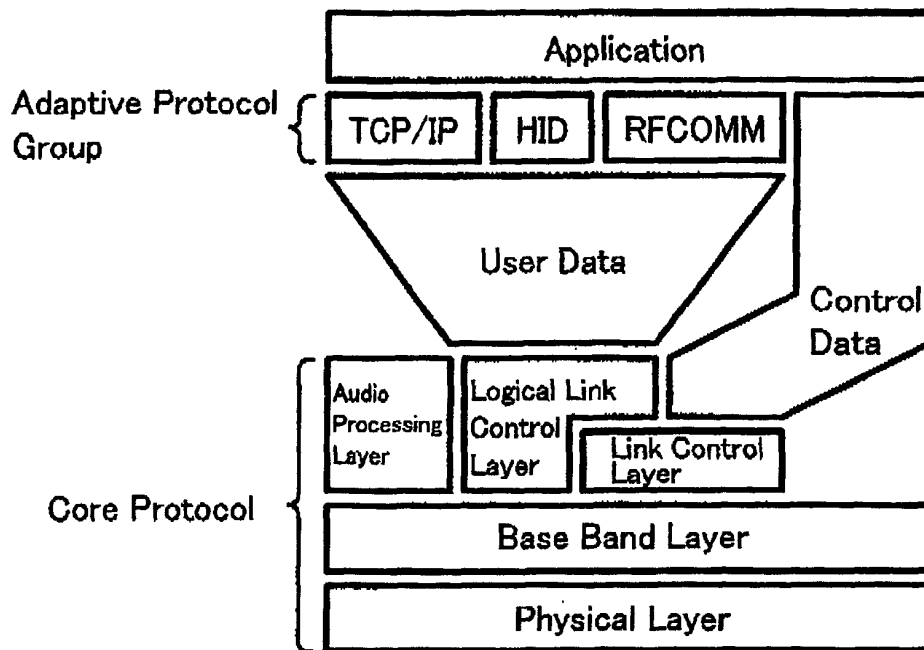 Application
Adaptive Protocol
Group
TCP/IP
HID
RFCOMM
User Data
Control
Data
Audio
Processing
Layer
Logical Link
Control
Layer
Link Control
Layer
Core Protocol
Base Band Layer
Physical Layer